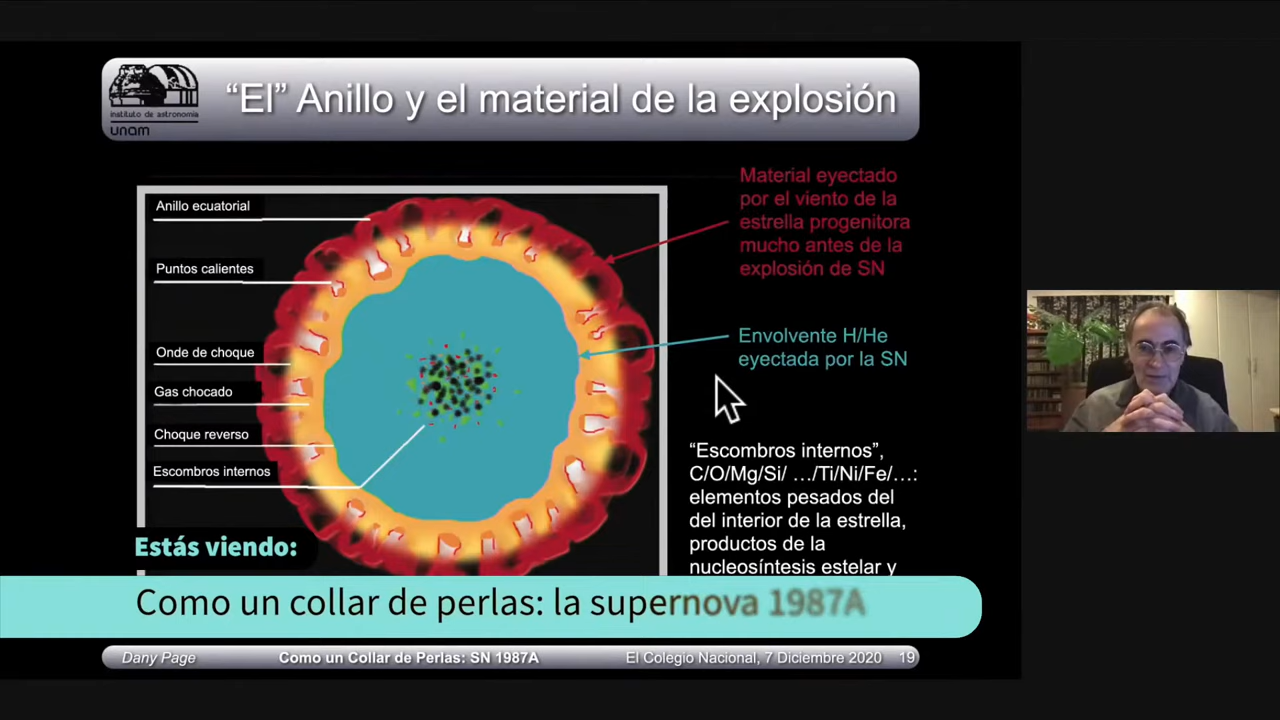 instituto de astronomía
unam
“El” Anillo y el material de la explosión
Anillo ecuatorial
Puntos calientes
Onde de choque
Gas chocado
Choque reverso
Escombros internos
Material eyectado
por el viento de la
estrella progenitora
mucho antes de la
explosión de SN
Envolvente H/He
eyectada por la SN
“Escombros internos”,
C/O/Mg/Si/ …/Ti/Ni/Fe/…:
elementos pesados del
del interior de la estrella,
productos de la
nucleosíntesis estelar y
Estás viendo:
Como un collar de perlas: la supernova 1987A
Dany Page
Como un Collar de Perlas: SN 1987A
El Colegio Nacional, 7 Diciembre 2020
19